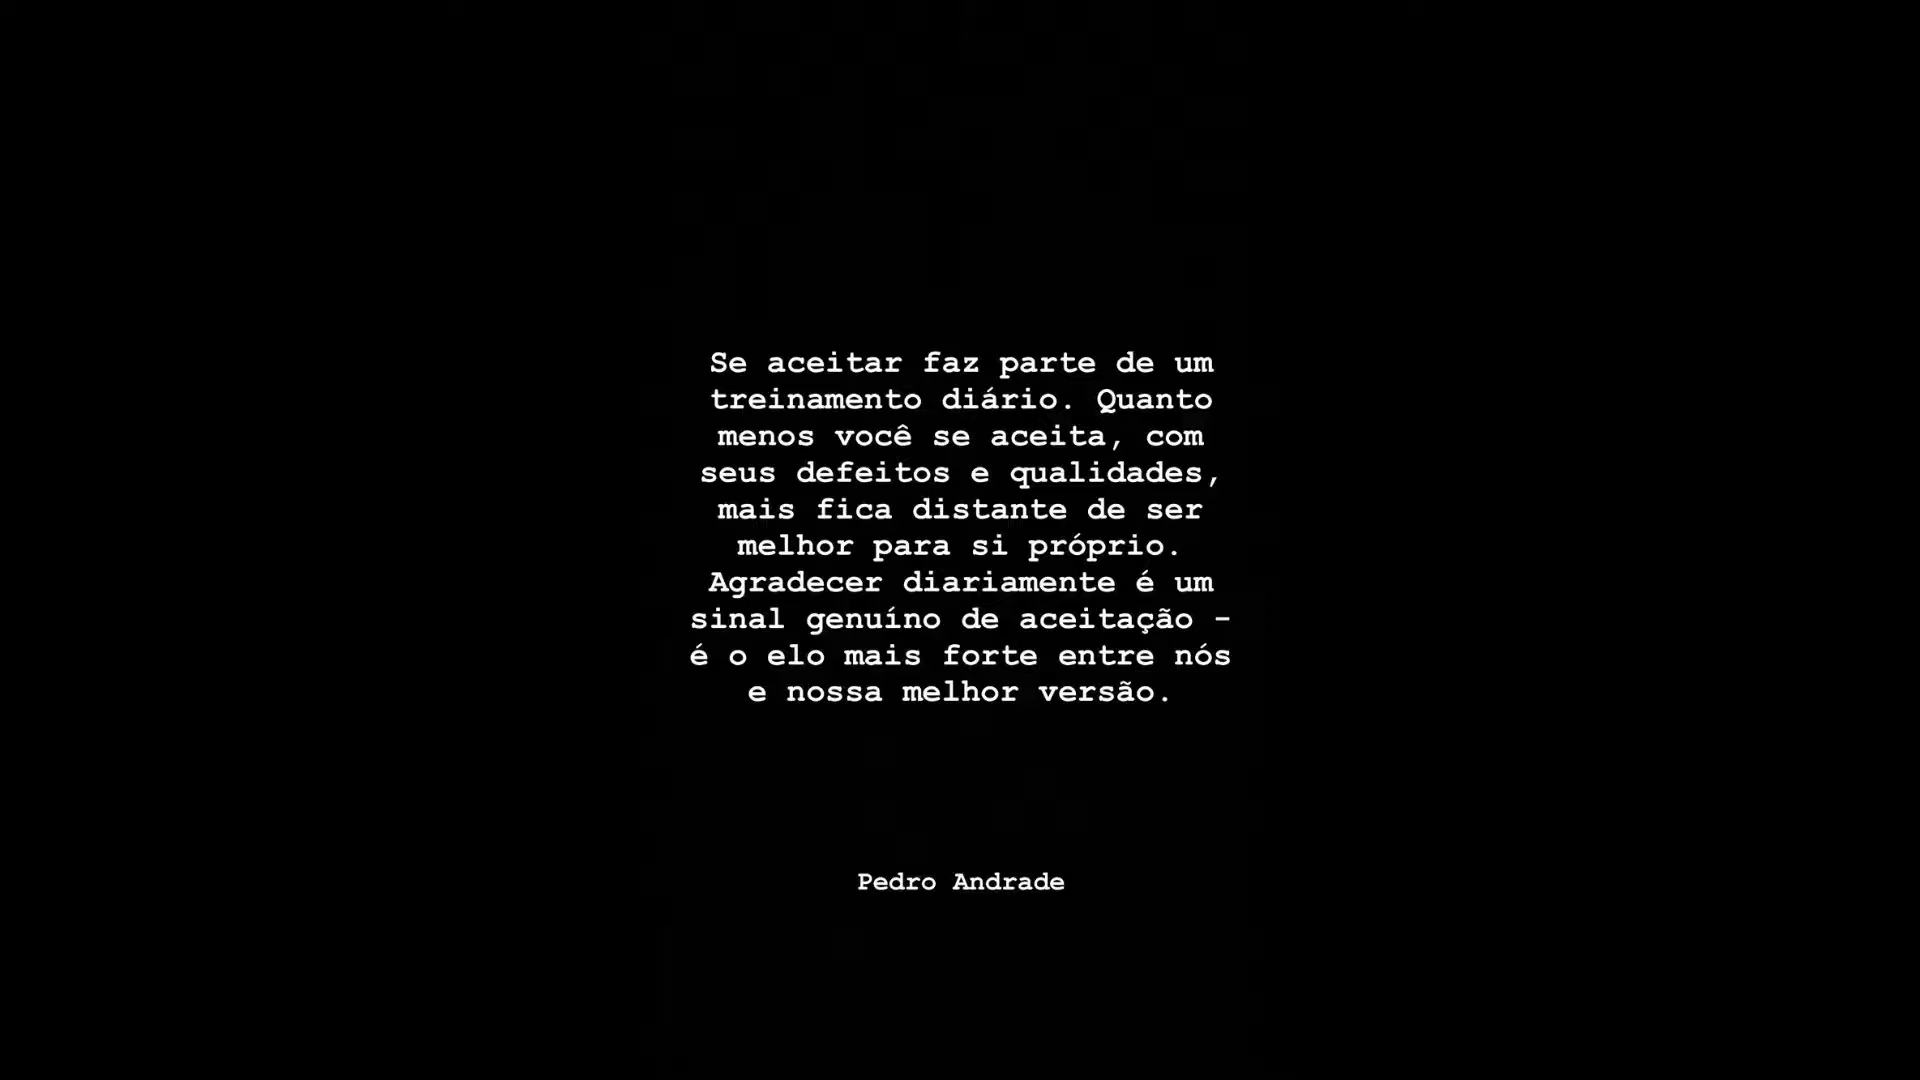 Se aceitar faz parte de um
treinamento diário. Quanto
menos você se aceita, com
seus defeitos e qualidades,
mais fica distante de ser
melhor para si próprio.
Agradecer diariamente é um
sinal genuíno de aceitação -
é o elo mais forte entre nós
e nossa melhor versão.
Pedro Andrade